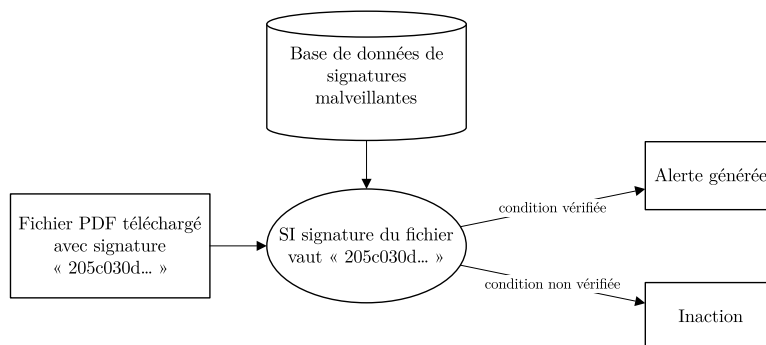 Base de données de
signatures
malveillantes
Fichier PDF téléchargé
avec signature
« 205c030d… »
SI signature du fichier
vaut « 205c030d… »
condition vérifiée
Alerte générée
condition non vérifiée
Inaction